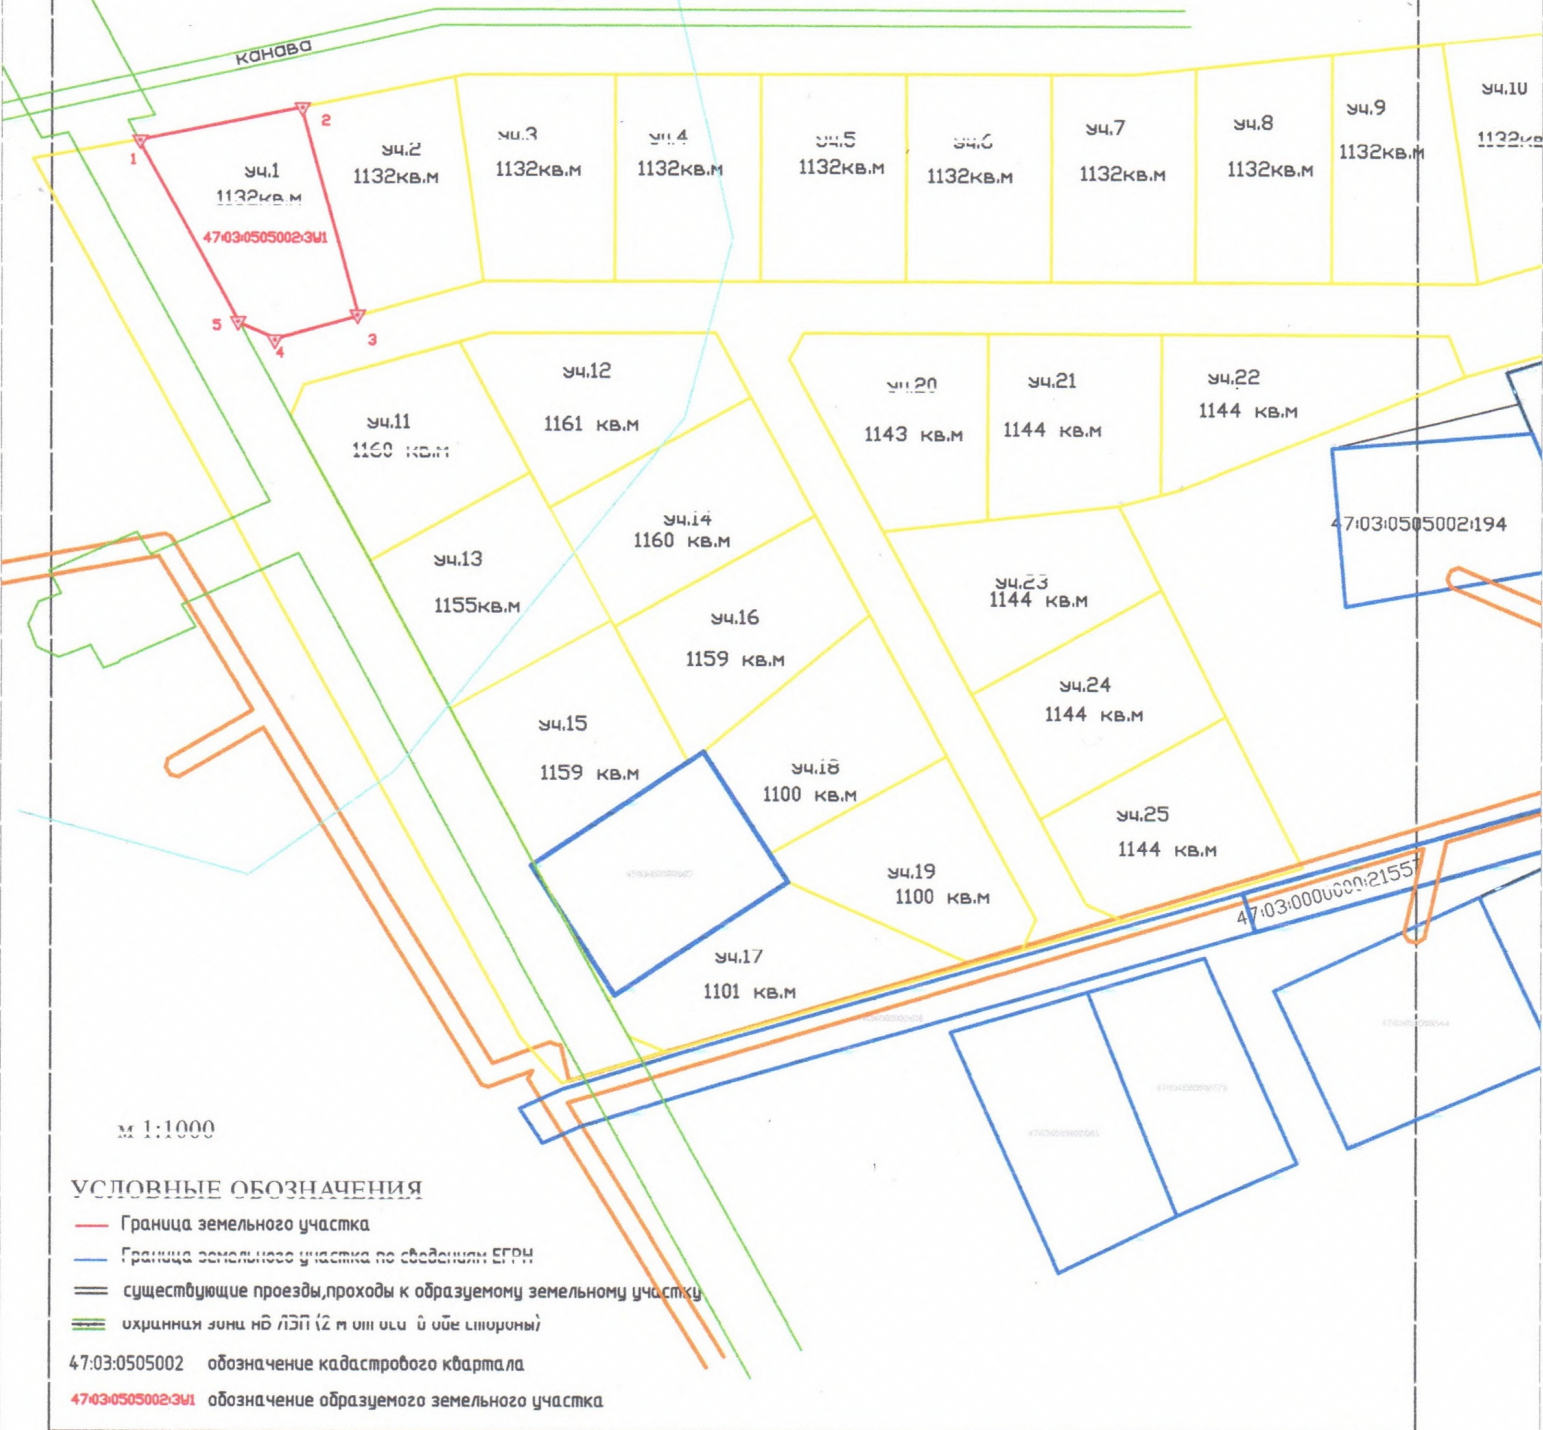 канава
уч.1
1132кв.м
47:03:0505002:ЗУ1
1
2
3
4
5
уч.2
1132кв.м
уч.3
1132кв.м
уч.4
1132кв.м
уч.5
1132кв.м
уч.6
1132кв.м
уч.7
1132кв.м
уч.8
1132кв.м
уч.9
1132кв.м
уч.10
1132кв
уч.11
1160 кв.м
уч.12
1161 кв.м
уч.20
1143 кв.м
уч.21
1144 кв.м
уч.22
1144 кв.м
уч.13
1155кв.м
уч.14
1160 кв.м
47:03:0505002:194
уч.23
1144 кв.м
уч.16
1159 кв.м
уч.24
1144 кв.м
уч.15
1159 кв.м
уч.18
1100 кв.м
уч.25
1144 кв.м
уч.19
1100 кв.м
47:03:0000000:21557
уч.17
1101 кв.м
м 1:1000
УСЛОВНЫЕ ОБОЗНАЧЕНИЯ
Граница земельного участка
Граница земельного участка по сведениям ЕГРН
существующие проезды,проходы к образуемому земельному участку
охранная зона НВ ЛЭП (2 м от оси в обе стороны)
47:03:0505002 обозначение кадастрового квартала
47:03:0505002:ЗУ1 обозначение образуемого земельного участка